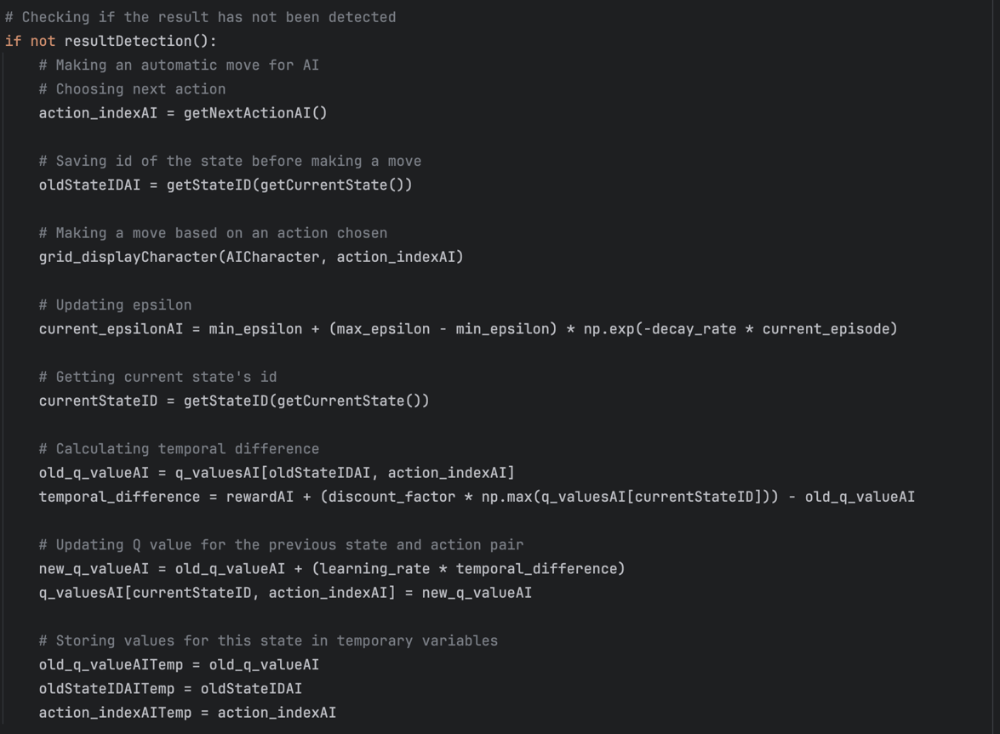 # Checking if the result has not been detected
if not resultDetection():
    # Making an automatic move for AI
    # Choosing next action
    action_indexAI = getNextActionAI()

    # Saving id of the state before making a move
    oldStateIDAI = getStateID(getCurrentState())

    # Making a move based on an action chosen
    grid_displayCharacter(AICharacter, action_indexAI)

    # Updating epsilon
    current_epsilonAI = min_epsilon + (max_epsilon - min_epsilon) * np.exp(-decay_rate * current_episode)

    # Getting current state's id
    currentStateID = getStateID(getCurrentState())

    # Calculating temporal difference
    old_q_valueAI = q_valuesAI[oldStateIDAI, action_indexAI]
    temporal_difference = rewardAI + (discount_factor * np.max(q_valuesAI[currentStateID])) - old_q_valueAI

    # Updating Q value for the previous state and action pair
    new_q_valueAI = old_q_valueAI + (learning_rate * temporal_difference)
    q_valuesAI[currentStateID, action_indexAI] = new_q_valueAI

    # Storing values for this state in temporary variables
    old_q_valueAITemp = old_q_valueAI
    oldStateIDAITemp = oldStateIDAI
    action_indexAITemp = action_indexAI